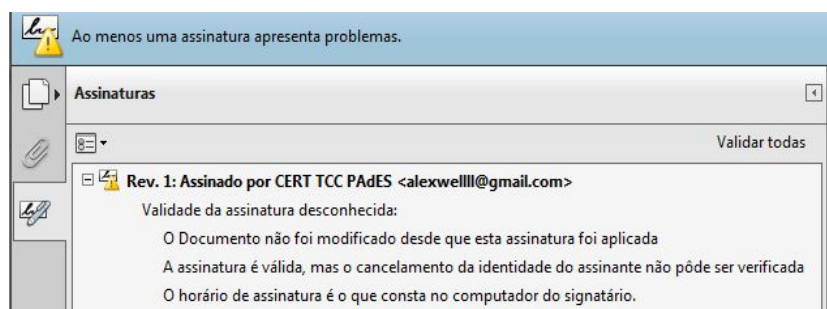 Ao menos uma assinatura apresenta problemas.
Assinaturas
Validar todas
Rev. 1: Assinado por CERT TCC PAdES <alexwellll@gmail.com>
Validade da assinatura desconhecida:
O Documento não foi modificado desde que esta assinatura foi aplicada
A assinatura é válida, mas o cancelamento da identidade do assinante não pôde ser verificada
O horário de assinatura é o que consta no computador do signatário.